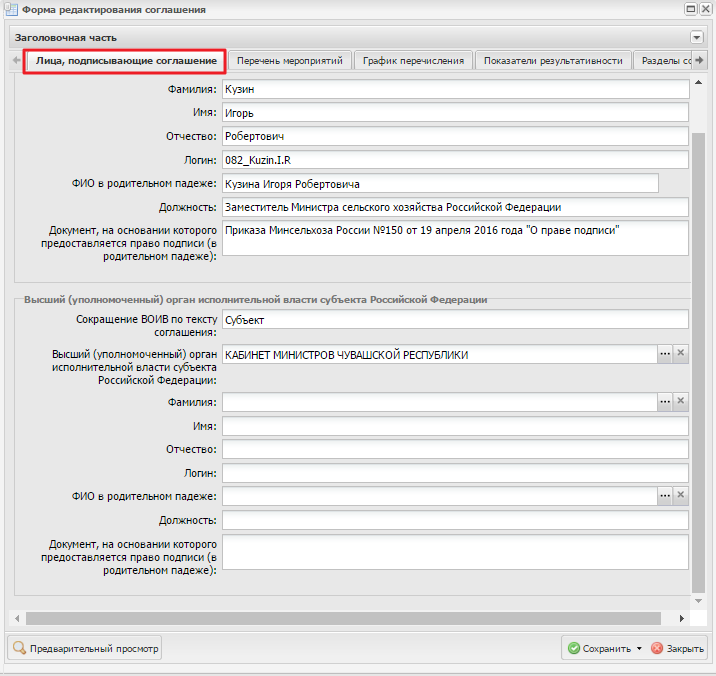 Форма редактирования соглашения
Заголовочная часть
Лица, подписывающие соглашение Перечень мероприятий График перечисления Показатели результативности Разделы со
Фамилия: Кузин
Имя: Игорь
Отчество: Робертович
Логин: 082_Kuzin.I.R
ФИО в родительном падеже: Кузина Игоря Робертовича
Должность: Заместитель Министра сельского хозяйства Российской Федерации
Документ, на основании которого Приказа Минсельхоза России №150 от 19 апреля 2016 года "О праве подписи"
предоставляется право подписи (в
родительном падеже):
Высший (уполномоченный) орган исполнительной власти субъекта Российской Федерации
Сокращение ВОИВ по тексту Субъект
соглашения:
Высший (уполномоченный) орган КАБИНЕТ МИНИСТРОВ ЧУВАШСКОЙ РЕСПУБЛИКИ
исполнительной власти субъекта
Российской Федерации:
Фамилия:
Имя:
Отчество:
Логин:
ФИО в родительном падеже:
Должность:
Документ, на основании которого
предоставляется право подписи (в
родительном падеже):
Предварительный просмотр Сохранить Закрыть